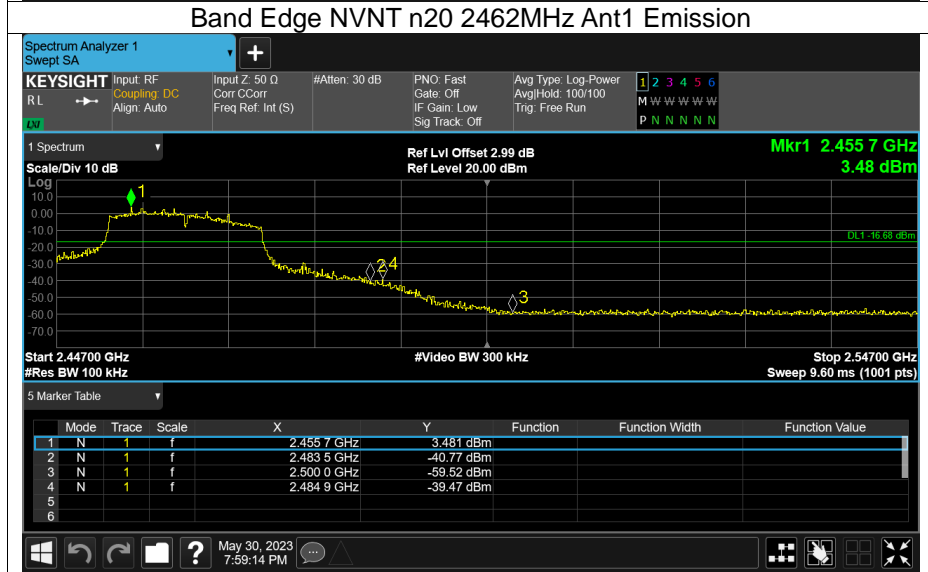 Band Edge NVNT n20 2462MHz Ant1 Emission
Spectrum Analyzer 1
Swept SA
+
KEYSIGHT Input: RF Input Z: 50 Ω #Atten: 30 dB PNO: Fast Avg Type: Log-Power 1 2 3 4 5 6
RL Coupling: DC Corr CCorr Gate: Off Avg|Hold: 100/100 M W W W W W
Align: Auto Freq Ref: Int (S) IF Gain: Low Trig: Free Run
LXI Sig Track: Off P N N N N N
1 Spectrum Ref Lvl Offset 2.99 dB Mkr1 2.455 7 GHz
Scale/Div 10 dB Ref Level 20.00 dBm 3.48 dBm
Log
10.0
0.00
-10.0
-20.0
-30.0
-40.0
-50.0
-60.0
-70.0
1
DL1 -16.68 dBm
2 4
3
Start 2.44700 GHz #Video BW 300 kHz Stop 2.54700 GHz
#Res BW 100 kHz Sweep 9.60 ms (1001 pts)
5 Marker Table
Mode Trace Scale X Y Function Function Width Function Value
1 N 1 f 2.455 7 GHz 3.481 dBm
2 N 1 f 2.483 5 GHz -40.77 dBm
3 N 1 f 2.500 0 GHz -59.52 dBm
4 N 1 f 2.484 9 GHz -39.47 dBm
5
6
? May 30, 2023
7:59:14 PM